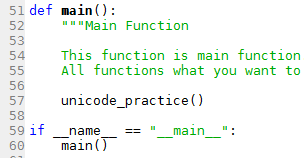 51 def main():
52 """Main Function
53
54 This function is main function
55 All functions what you want to
56
57 unicode_practice()
58
59 if __name__ == "__main__":
60 main()